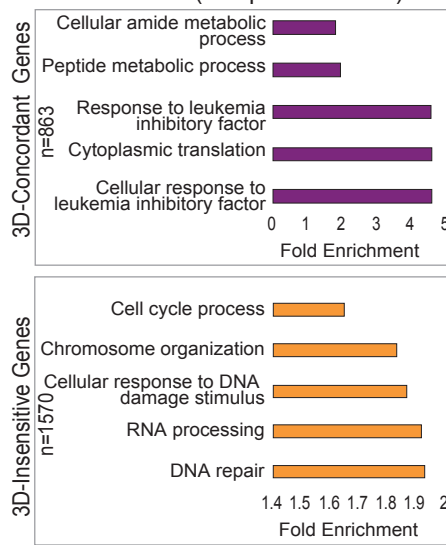 Cellular amide metabolic
process
Peptide metabolic process
Response to leukemia
inhibitory factor
Cytoplasmic translation
Cellular response to
leukemia inhibitory factor
0 1 2 3 4 5
Fold Enrichment
3D-Concordant Genes
n=863
Cell cycle process
Chromosome organization
Cellular response to DNA
damage stimulus
RNA processing
DNA repair
1.4 1.5 1.6 1.7 1.8 1.9 2
Fold Enrichment
3D-Insensitive Genes
n=1570